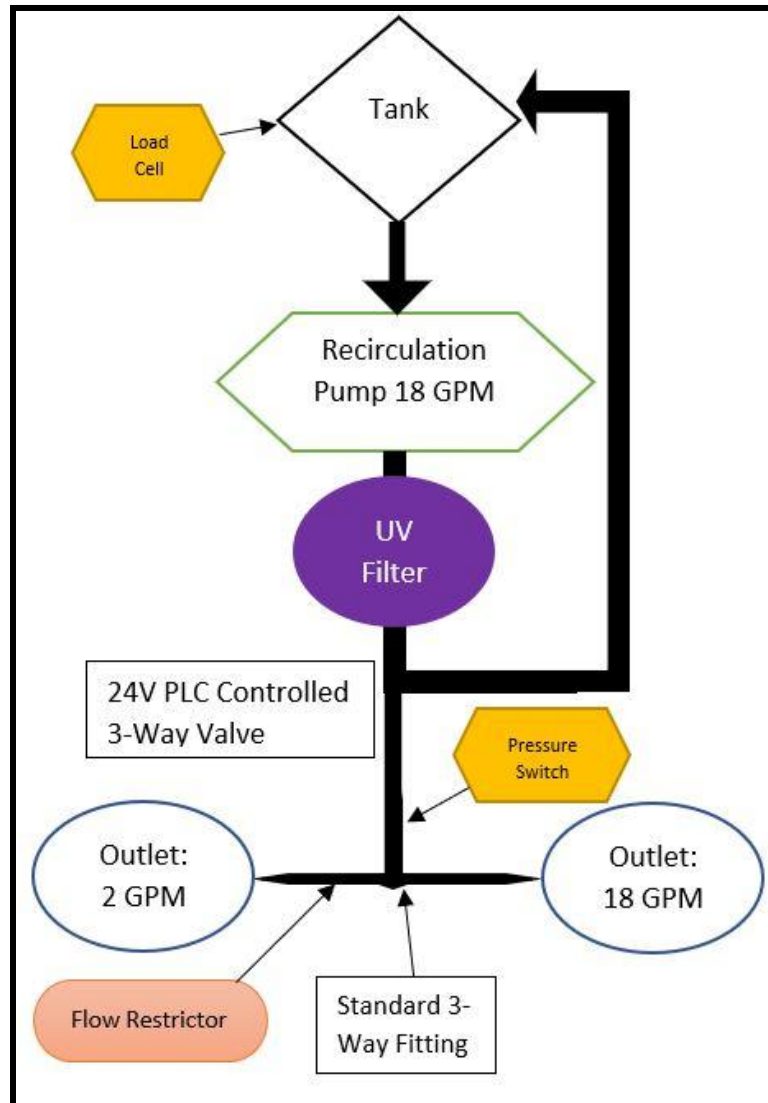 Tank
Load
Cell
Recirculation
Pump 18 GPM
UV
Filter
24V PLC Controlled
3-Way Valve
Pressure
Switch
Outlet:
2 GPM
Outlet:
18 GPM
Flow Restrictor
Standard 3-
Way Fitting